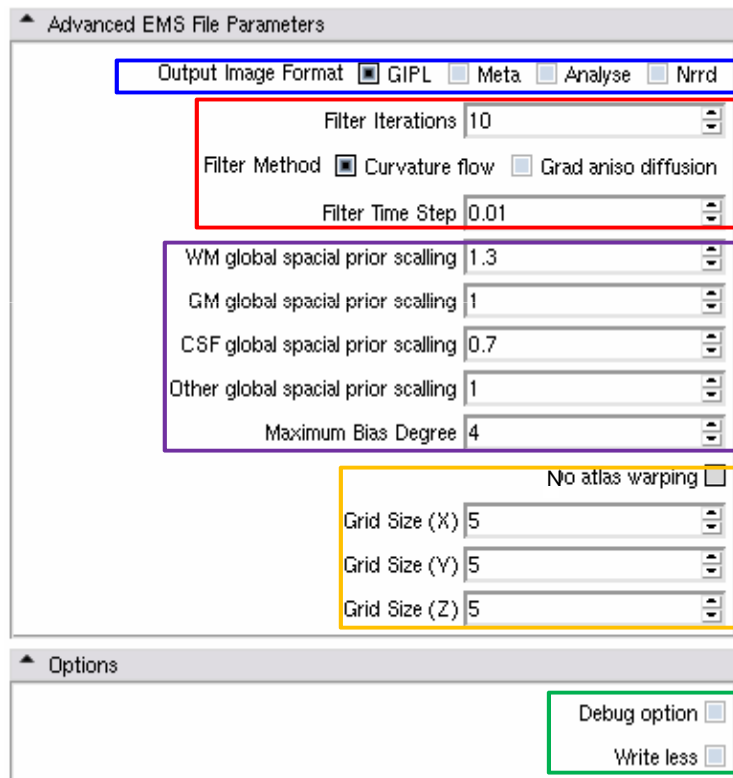 Advanced EMS File Parameters
Output Image Format GIPL Meta Analyse Nrrd
Filter Iterations 10
Filter Method Curvature flow Grad aniso diffusion
Filter Time Step 0.01
WM global spacial prior scalling 1.3
GM global spacial prior scalling 1
CSF global spacial prior scalling 0.7
Other global spacial prior scalling 1
Maximum Bias Degree 4
No atlas warping
Grid Size (X) 5
Grid Size (Y) 5
Grid Size (Z) 5
Options
Debug option
Write less